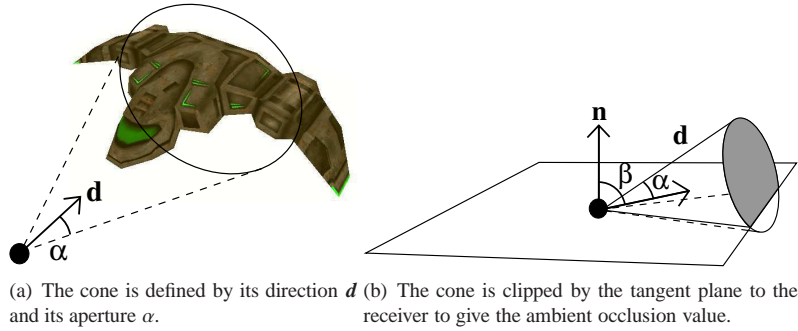 d
α
n
d
β
α
(a) The cone is defined by its direction d
and its aperture α.
(b) The cone is clipped by the tangent plane to the
receiver to give the ambient occlusion value.